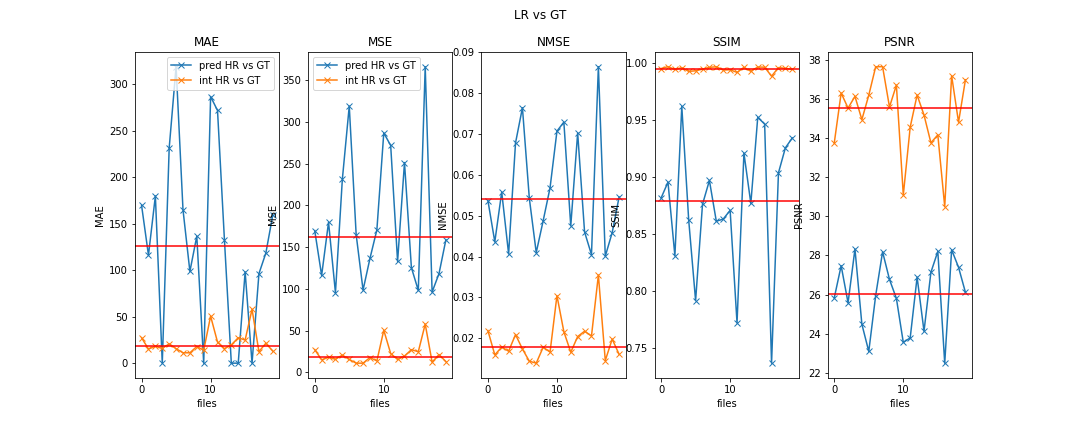 LR vs GT
MAE
MSE
NMSE
SSIM
PSNR
pred HR vs GT
int HR vs GT
pred HR vs GT
int HR vs GT
MAE
300
250
200
150
100
50
0
0
10
files
MSE
350
300
250
200
150
100
50
0
0
10
files
NMSE
0.09
0.08
0.07
0.06
0.05
0.04
0.03
0.02
0
10
files
SSIM
1.00
0.95
0.90
0.85
0.80
0.75
0
10
files
PSNR
38
36
34
32
30
28
26
24
22
0
10
files